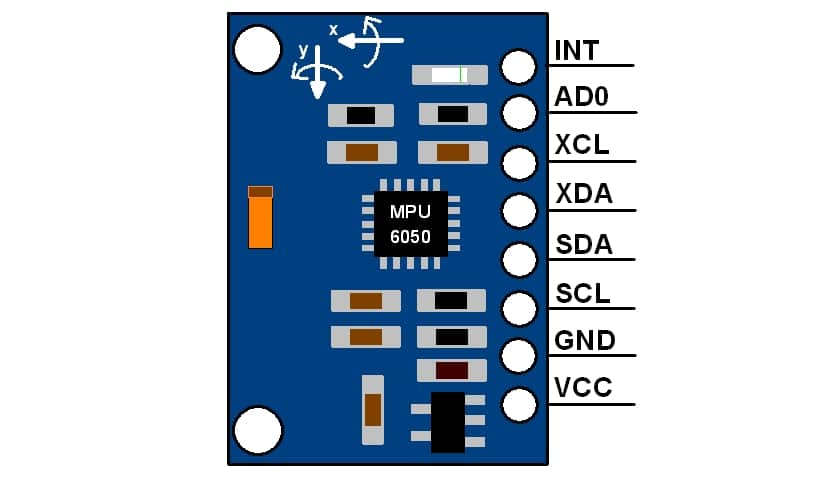 x
y
INT
AD0
XCL
XDA
SDA
SCL
GND
VCC
MPU
6050